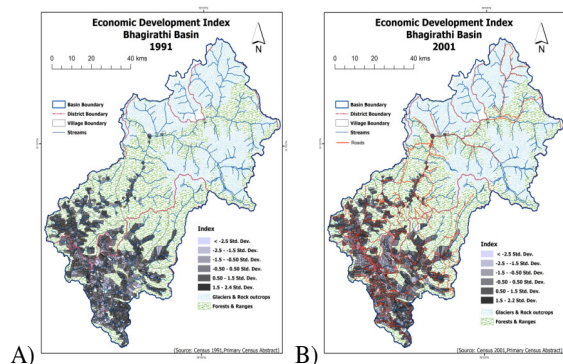 Economic Development Index
Bhagirathi Basin
1991
N
0 10 20 40 kms
Basin Boundary
District Boundary
Village Boundary
Streams
Index
< -2.5 Std. Dev.
-2.5 - -1.5 Std. Dev.
-1.5 - -0.50 Std. Dev.
-0.50 - 0.50 Std. Dev.
0.50 - 1.5 Std. Dev.
1.5 - 2.4 Std. Dev.
Glaciers & Rock outcrops
Forests & Ranges
(Source: Census 1991,Primary Census Abstract)
A)
Economic Development Index
Bhagirathi Basin
2001
N
0 10 20 40 kms
Basin Boundary
District Boundary
Village Boundary
Streams
Roads
Index
< -2.5 Std. Dev.
-2.5 - -1.5 Std. Dev.
-1.5 - -0.50 Std. Dev.
-0.50 - 0.50 Std. Dev.
0.50 - 1.5 Std. Dev.
1.5 - 2.2 Std. Dev.
Glaciers & Rock outcrops
Forests & Ranges
(Source: Census 2001,Primary Census Abstract)
B)